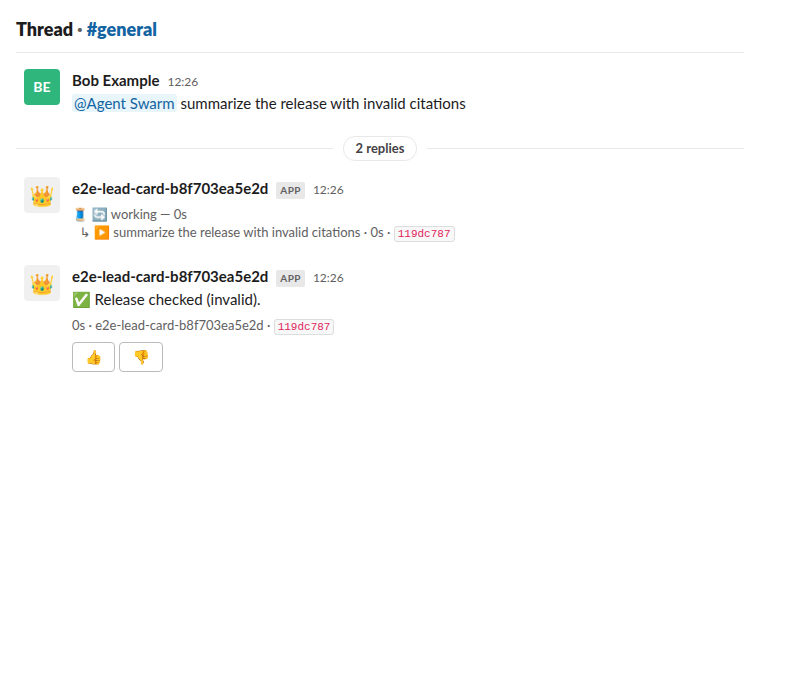 Thread • #general
BE
Bob Example 12:26
@Agent Swarm summarize the release with invalid citations
2 replies
e2e-lead-card-b8f703ea5e2d APP 12:26
🧵 🔄 working — 0s
↳ ▶️ summarize the release with invalid citations · 0s · 119dc787
e2e-lead-card-b8f703ea5e2d APP 12:26
✅ Release checked (invalid).
0s · e2e-lead-card-b8f703ea5e2d · 119dc787
👍 👎